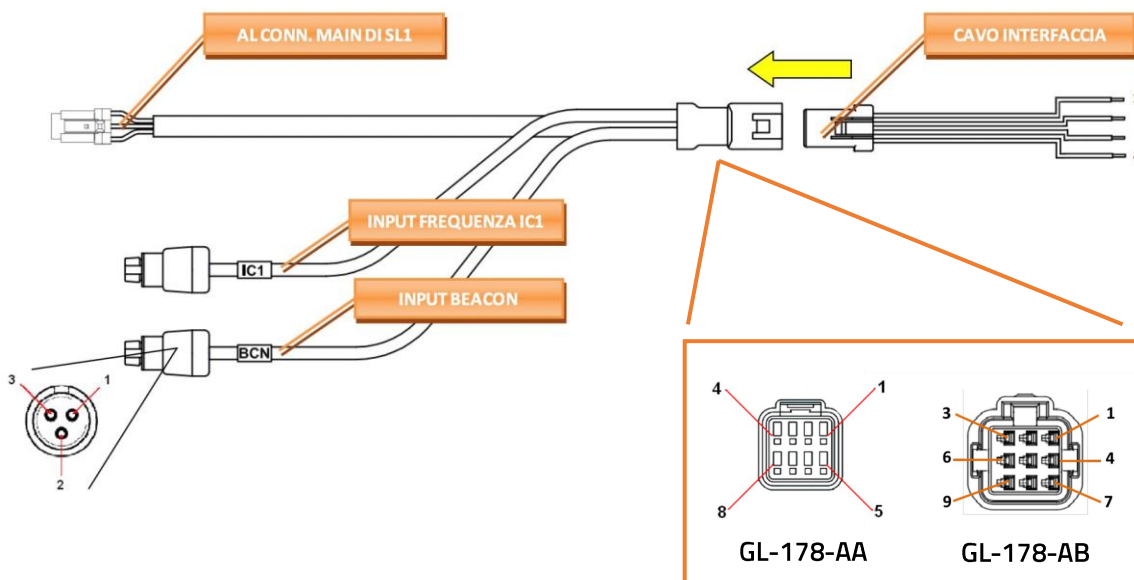 AL CONN. MAIN DI SL1
CAVO INTERFACCIA
INPUT FREQUENZA IC1
IC1
INPUT BEACON
BCN
3
1
2
4
1
8
5
GL-178-AA
3
1
6
4
9
7
GL-178-AB